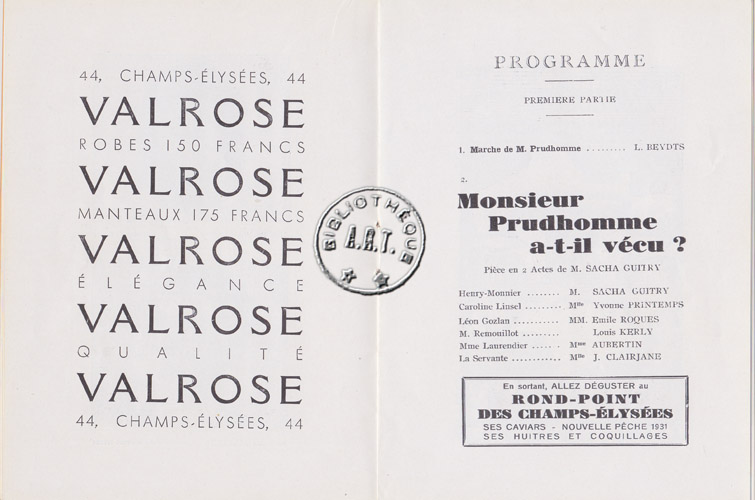 44, CHAMPS-ÉLYSÉES, 44
VALROSE
ROBES 150 FRANCS
VALROSE
MANTEAUX 175 FRANCS
VALROSE
ÉLÉGANCE
VALROSE
QUALITÉ
VALROSE
44, CHAMPS-ÉLYSÉES, 44
BIBLIOTHÈQUE
A.R.T.
PROGRAMME
PREMIERE PARTIE
1. Marche de M. Prudhomme ......... L. BEYDTS
2.
Monsieur
Prudhomme
a-t-il vécu ?
Pièce en 2 Actes de M. SACHA GUITRY
Henry-Monnier ........ M. SACHA GUITRY
Caroline Linsel ......... Mlle Yvonne PRINTEMPS
Léon Gozlan ........... MM. Emile ROQUES
M. Remouillot .......... Louis KERLY
Mme Laurendier ...... Mme AUBERTIN
La Servante ............ Mlle J. CLAIRJANE
En sortant, ALLEZ DÉGUSTER au
ROND-POINT
DES CHAMPS-ÉLYSÉES
SES CAVIARS - NOUVELLE PÊCHE 1931
SES HUITRES ET COQUILLAGES